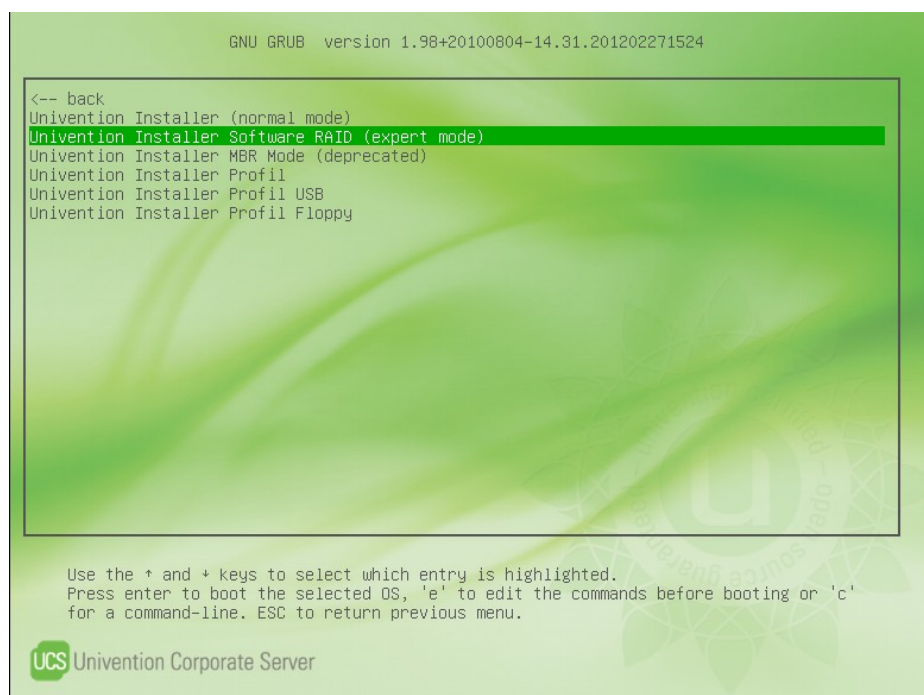 GNU GRUB version 1.98+20100804-14.31.201202271524
<-- back
Univention Installer (normal mode)
Univention Installer Software RAID (expert mode)
Univention Installer MBR Mode (deprecated)
Univention Installer Profil
Univention Installer Profil USB
Univention Installer Profil Floppy
Use the ↑ and ↓ keys to select which entry is highlighted.
Press enter to boot the selected OS, 'e' to edit the commands before booting or 'c'
for a command-line. ESC to return previous menu.
UCS Univention Corporate Server